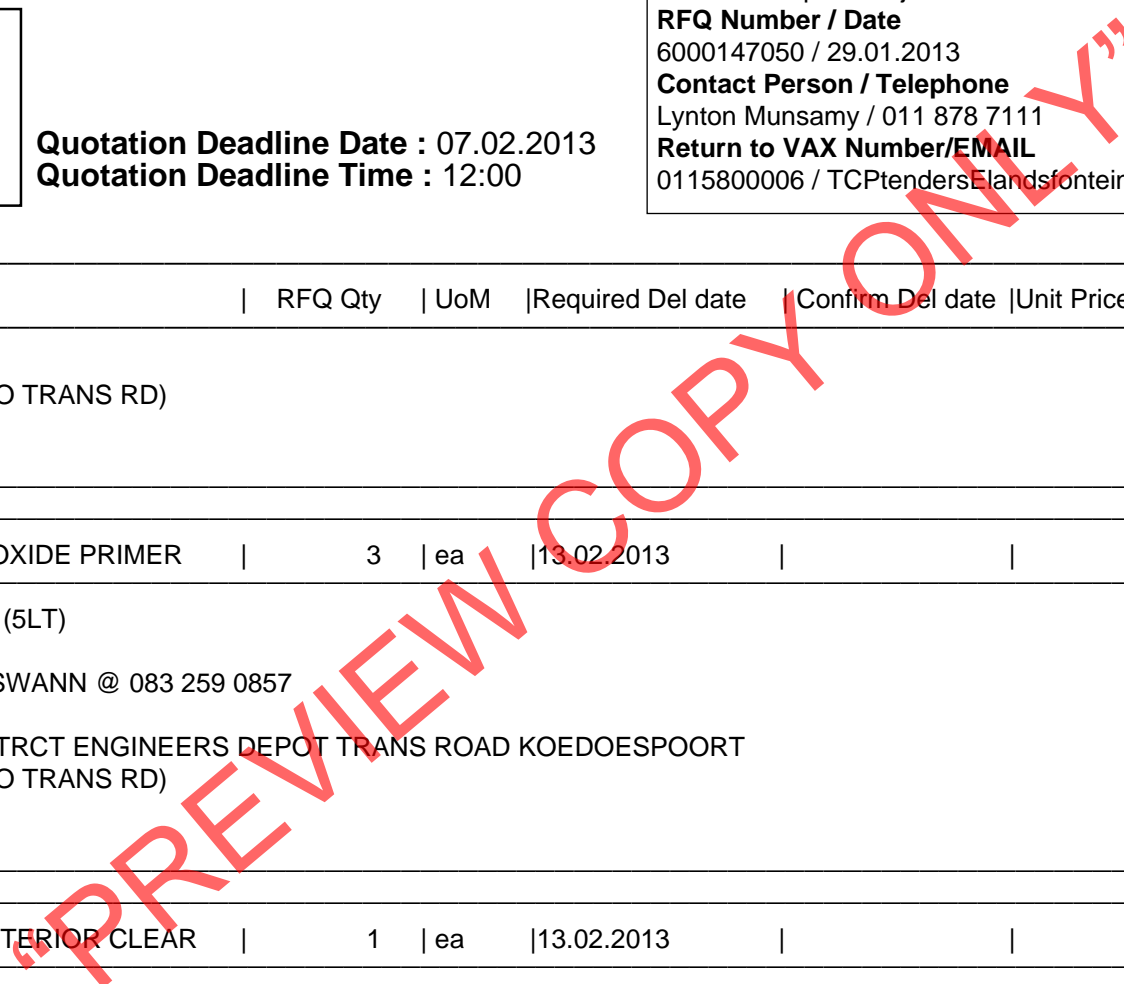 RFQ Number / Date
6000147050 / 29.01.2013
Contact Person / Telephone
Lynton Munsamy / 011 878 7111
Return to VAX Number/EMAIL
0115800006 / TCPtendersElandsfontein
Quotation Deadline Date : 07.02.2013
Quotation Deadline Time : 12:00
| RFQ Qty | UoM |Required Del date | Confirm Del date |Unit Price
O TRANS RD)
OXIDE PRIMER | 3 | ea |13.02.2013 | |
(5LT)
SWANN @ 083 259 0857
TRCT ENGINEERS DEPOT TRANS ROAD KOEDOESPOORT
O TRANS RD)
TERIOR CLEAR | 1 | ea |13.02.2013 | |
“PREVIEW COPY ONLY”